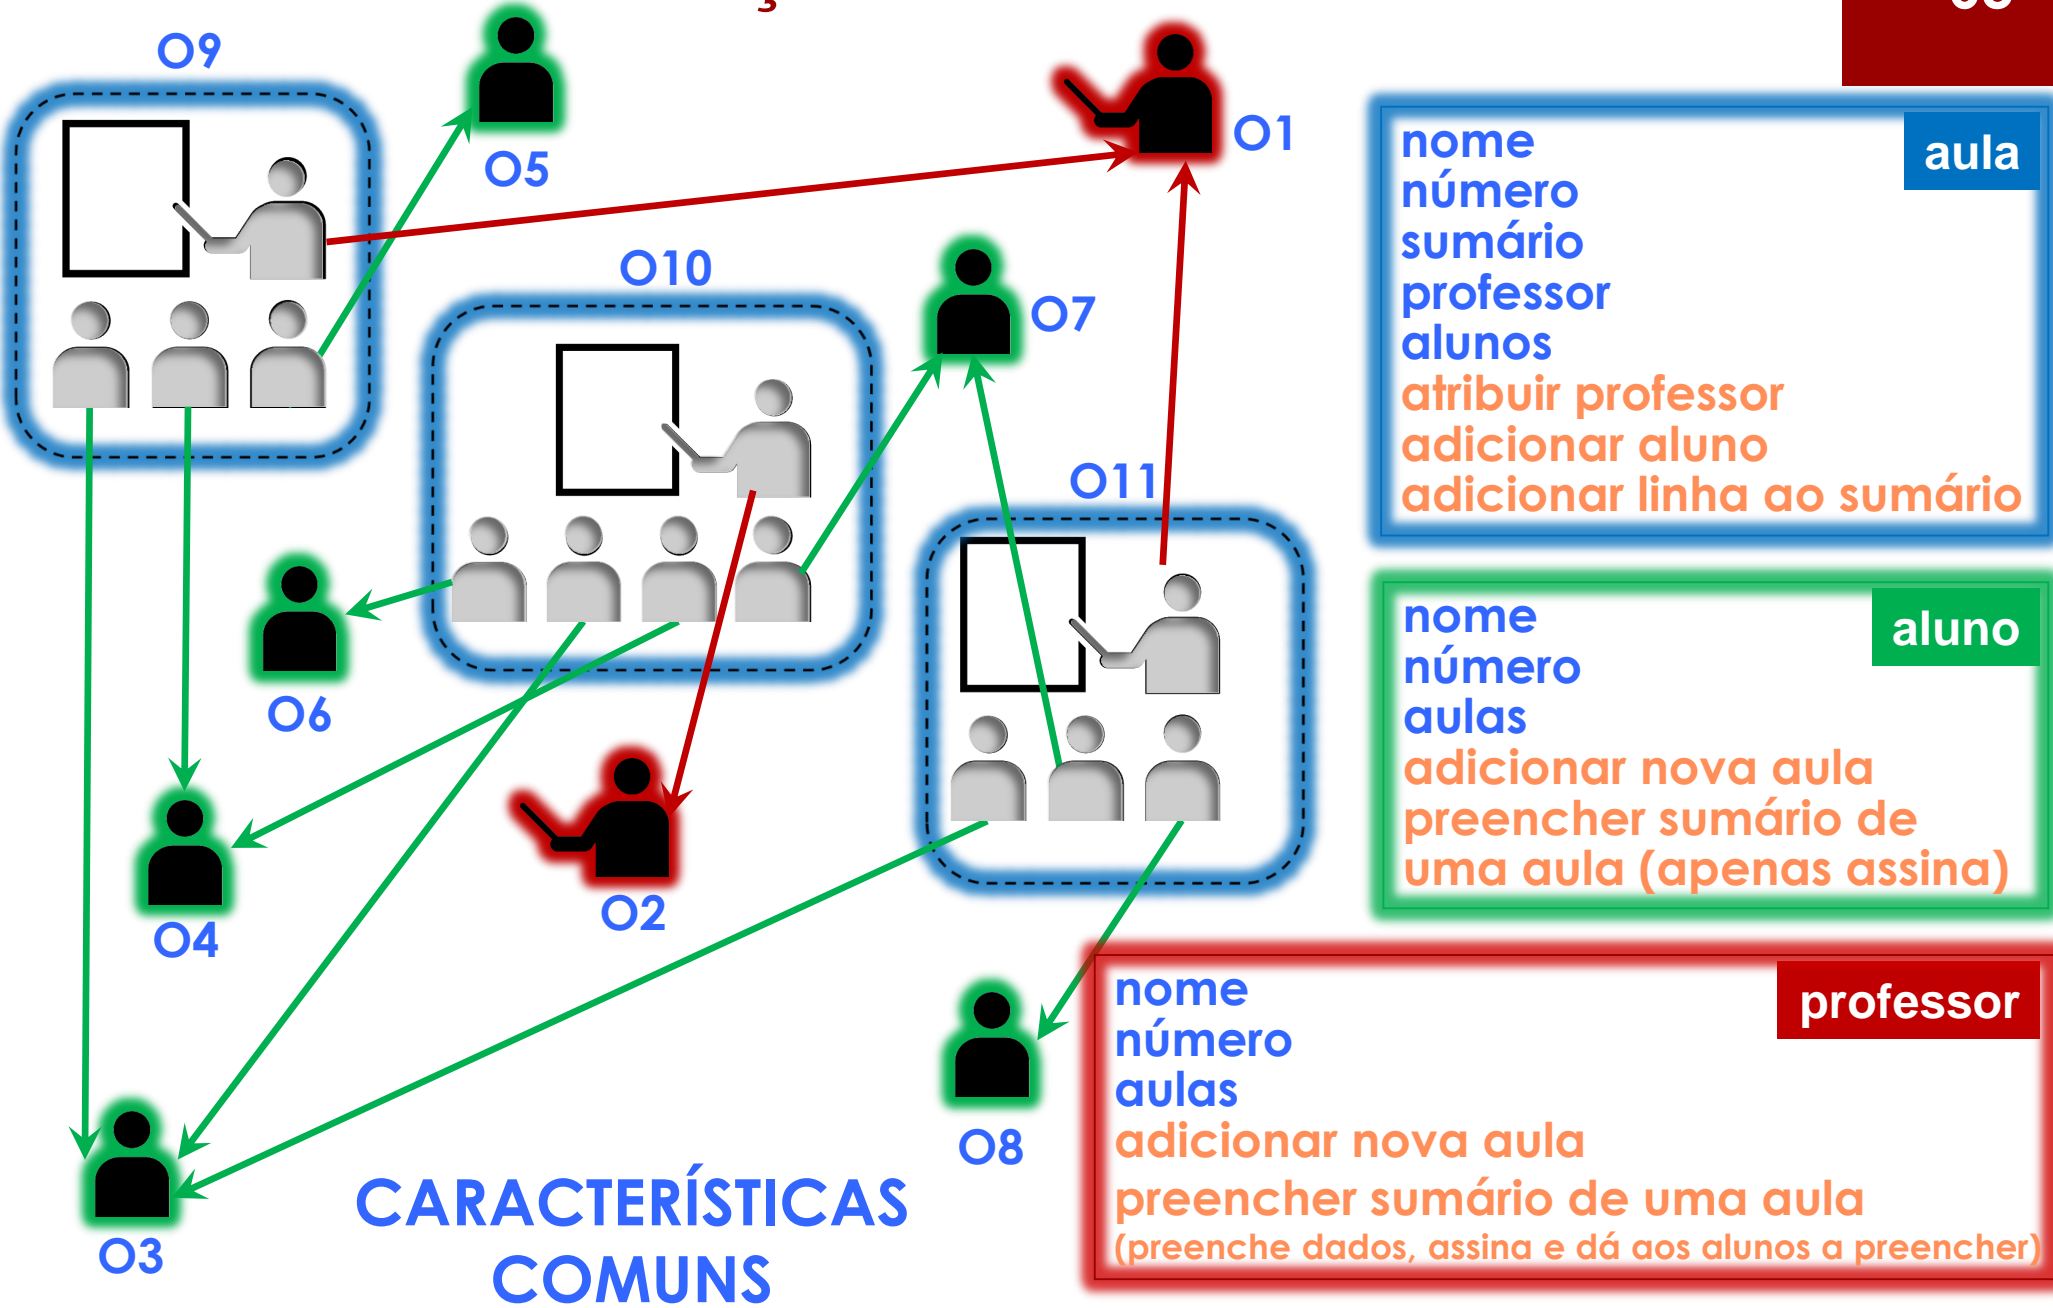 O9
O5
O1
O10
O7
O11
O6
O2
O4
O8
O3
CARACTERÍSTICAS
COMUNS
aula
nome
número
sumário
professor
alunos
atribuir professor
adicionar aluno
adicionar linha ao sumário
aluno
nome
número
aulas
adicionar nova aula
preencher sumário de
uma aula (apenas assina)
professor
nome
número
aulas
adicionar nova aula
preencher sumário de uma aula
(preenche dados, assina e dá aos alunos a preencher)